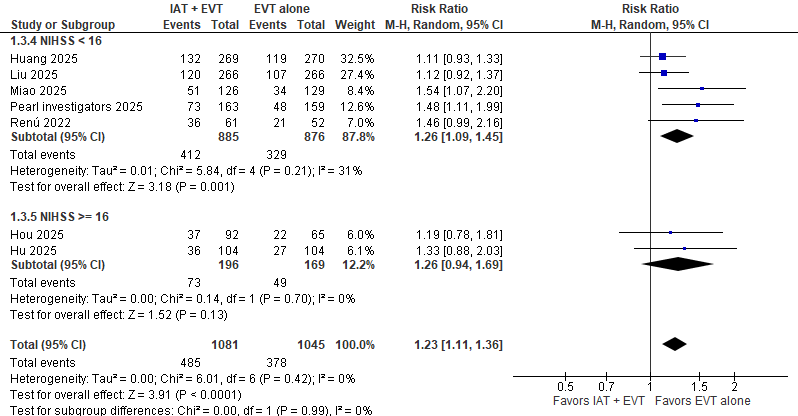 IAT + EVT EVT alone Risk Ratio Risk Ratio
Study or Subgroup Events Total Events Total Weight M-H, Random, 95% CI M-H, Random, 95% CI
1.3.4 NIHSS < 16
Huang 2025 132 269 119 270 32.5% 1.11 [0.93, 1.33]
Liu 2025 120 266 107 266 27.4% 1.12 [0.92, 1.37]
Miao 2025 51 126 34 129 8.4% 1.54 [1.07, 2.20]
Pearl investigators 2025 73 163 48 159 12.6% 1.48 [1.11, 1.99]
Renú 2022 36 61 21 52 7.0% 1.46 [0.99, 2.16]
Subtotal (95% CI) 885 876 87.8% 1.26 [1.09, 1.45]
Total events 412 329
Heterogeneity: Tau² = 0.01; Chi² = 5.84, df = 4 (P = 0.21); I² = 31%
Test for overall effect: Z = 3.18 (P = 0.001)
1.3.5 NIHSS >= 16
Hou 2025 37 92 22 65 6.0% 1.19 [0.78, 1.81]
Hu 2025 36 104 27 104 6.1% 1.33 [0.88, 2.03]
Subtotal (95% CI) 196 169 12.2% 1.26 [0.94, 1.69]
Total events 73 49
Heterogeneity: Tau² = 0.00; Chi² = 0.14, df = 1 (P = 0.70); I² = 0%
Test for overall effect: Z = 1.52 (P = 0.13)
Total (95% CI) 1081 1045 100.0% 1.23 [1.11, 1.36]
Total events 485 378
Heterogeneity: Tau² = 0.00; Chi² = 6.01, df = 6 (P = 0.42); I² = 0%
Test for overall effect: Z = 3.91 (P < 0.0001)
Test for subgroup differences: Chi² = 0.00, df = 1 (P = 0.99), I² = 0%
0.5 0.7 1 1.5 2
Favors IAT + EVT Favors EVT alone